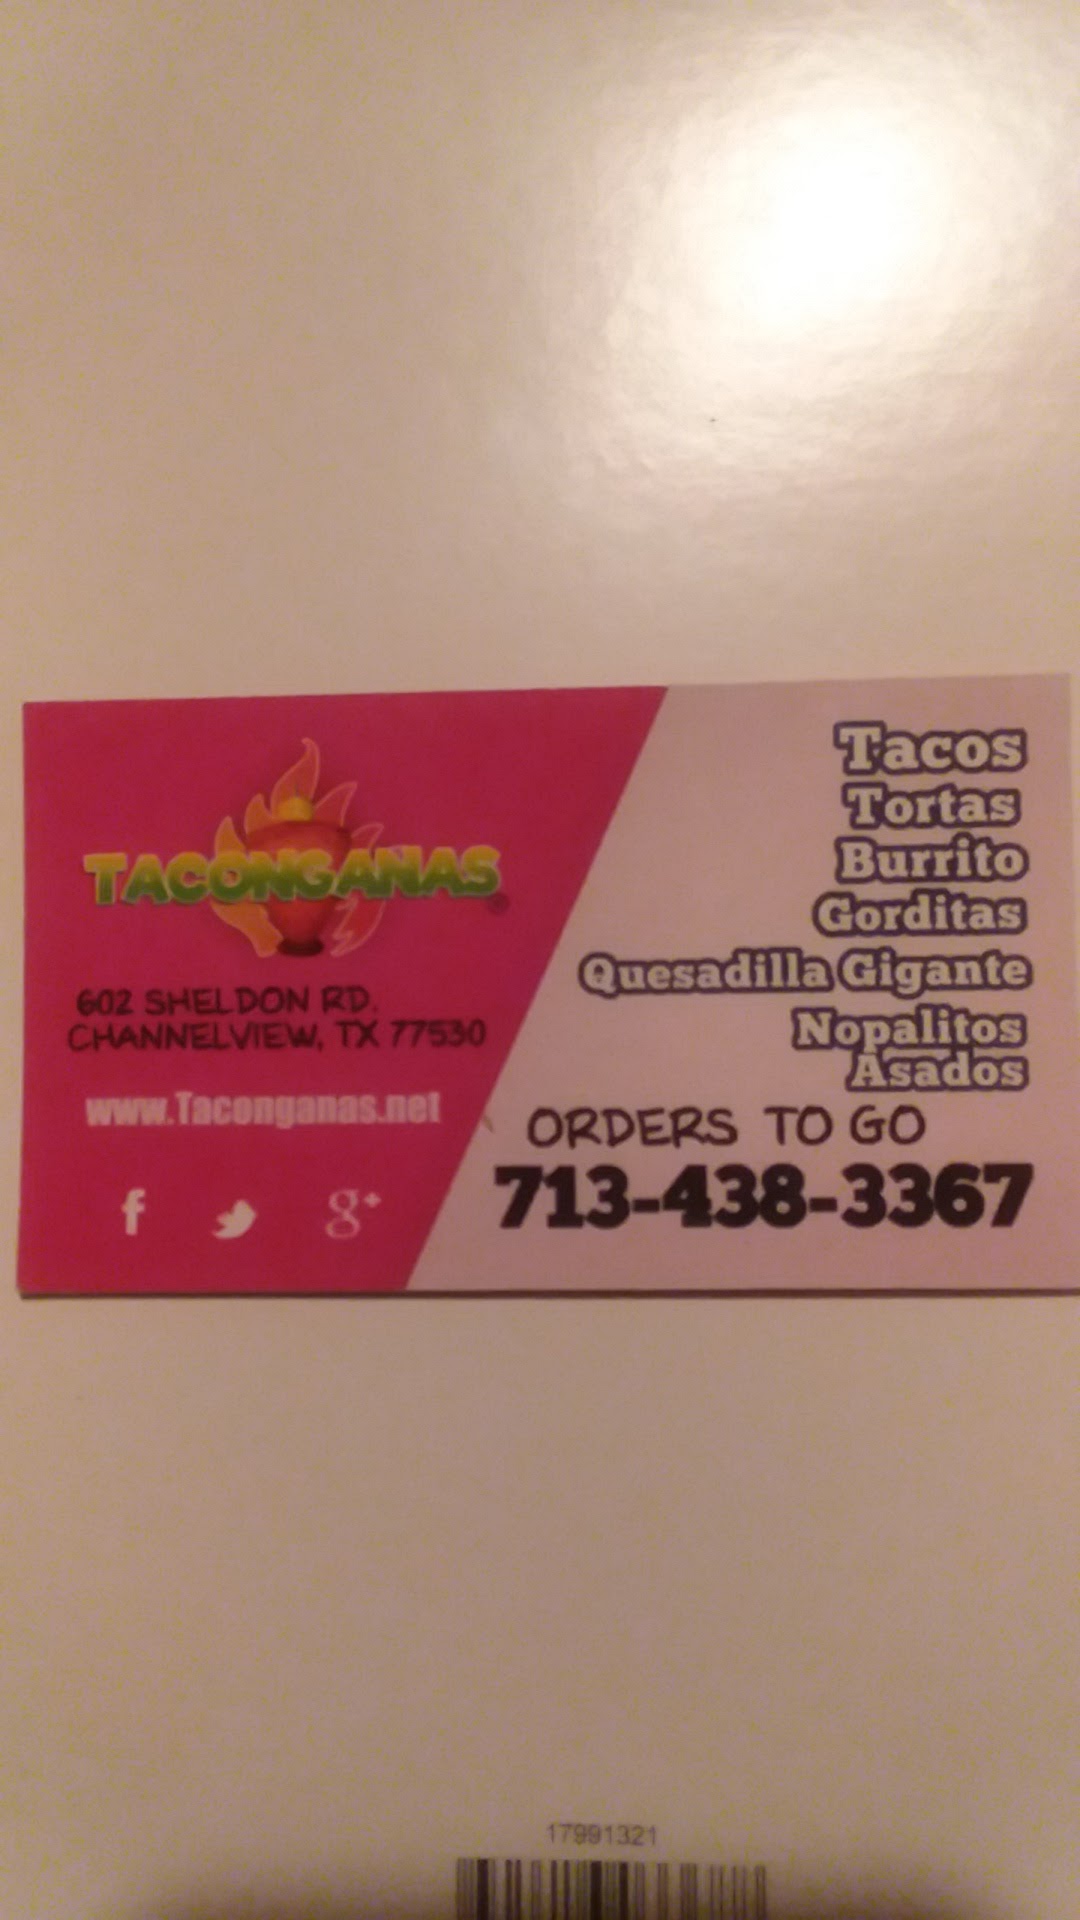 TACONGANAS
602 SHELDON RD.
CHANNELVIEW, TX 77530
www.Taconganas.net
f
g+
Tacos
Tortas
Burrito
Gorditas
Quesadilla Gigante
Nopalitos
Asados
ORDERS TO GO
713-438-3367
17991321